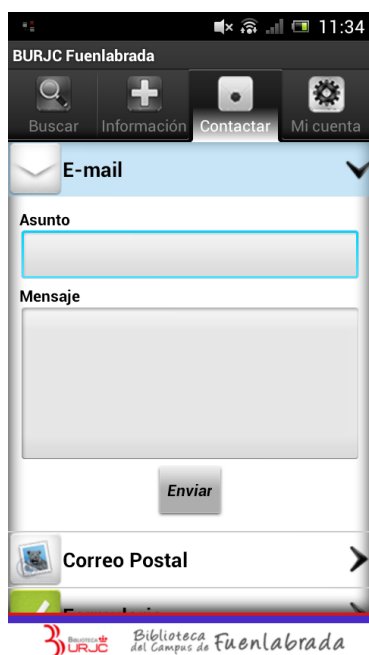 11:34
BURJC Fuenlabrada
Buscar Información Contactar Mi cuenta
E-mail
Asunto
Mensaje
Enviar
Correo Postal
BIBLIOTECA Biblioteca
URJC del Campus de Fuenlabrada